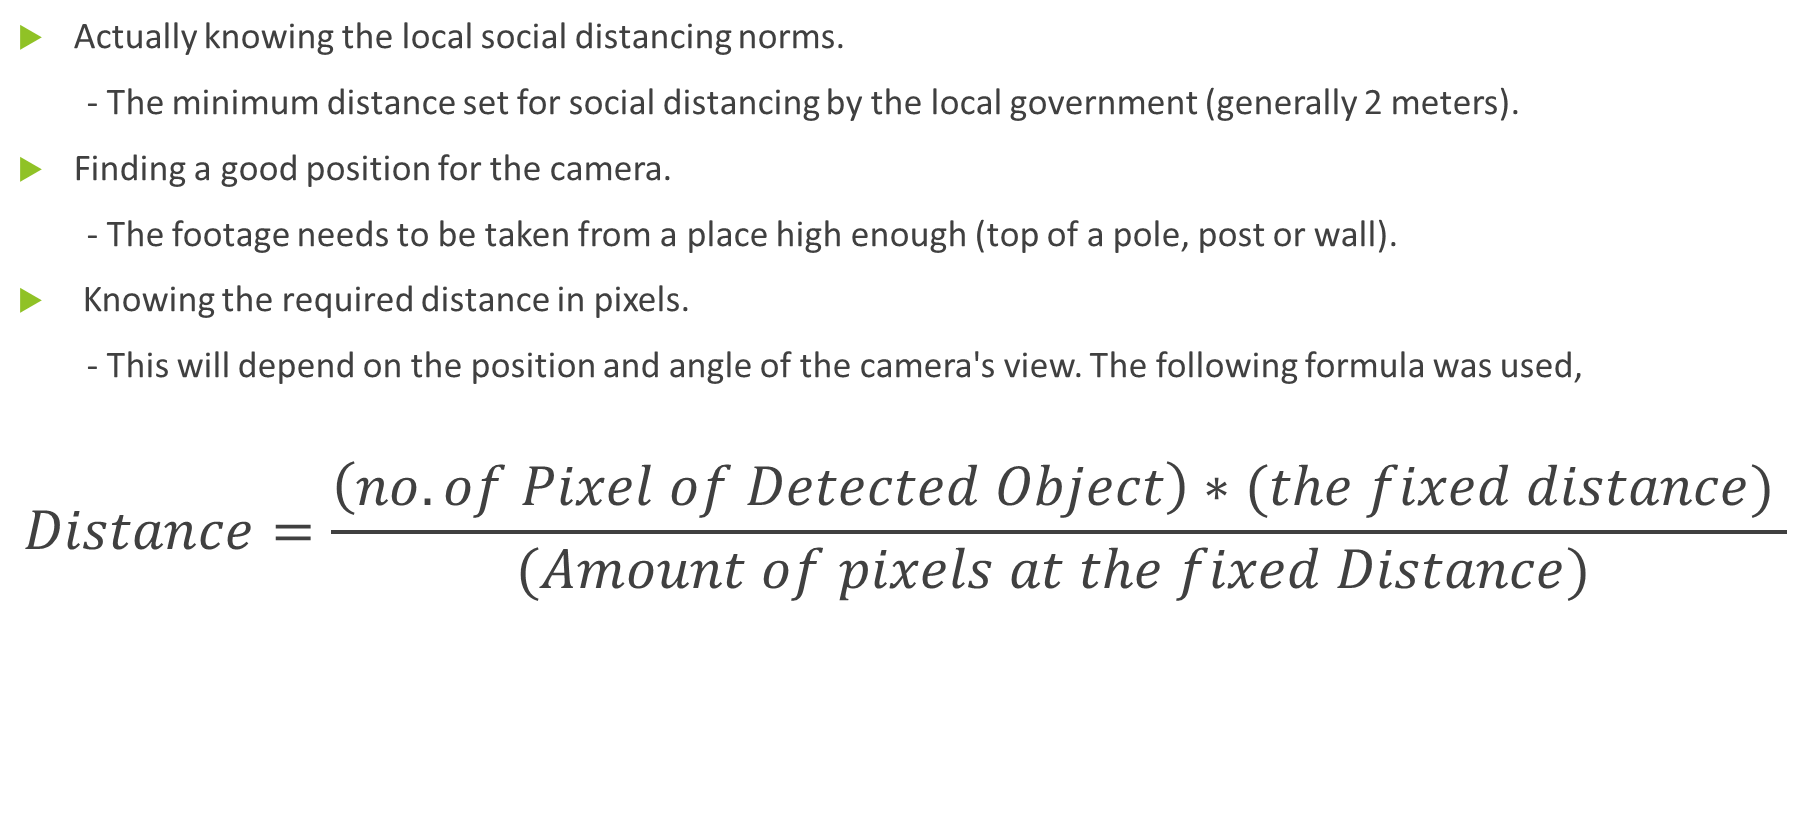 Actually knowing the local social distancing norms.
- The minimum distance set for social distancing by the local government (generally 2 meters).
Finding a good position for the camera.
- The footage needs to be taken from a place high enough (top of a pole, post or wall).
Knowing the required distance in pixels.
- This will depend on the position and angle of the camera's view. The following formula was used,
(no. of Pixel of Detected Object) * (the fixed distance)
Distance =
(Amount of pixels at the fixed Distance)